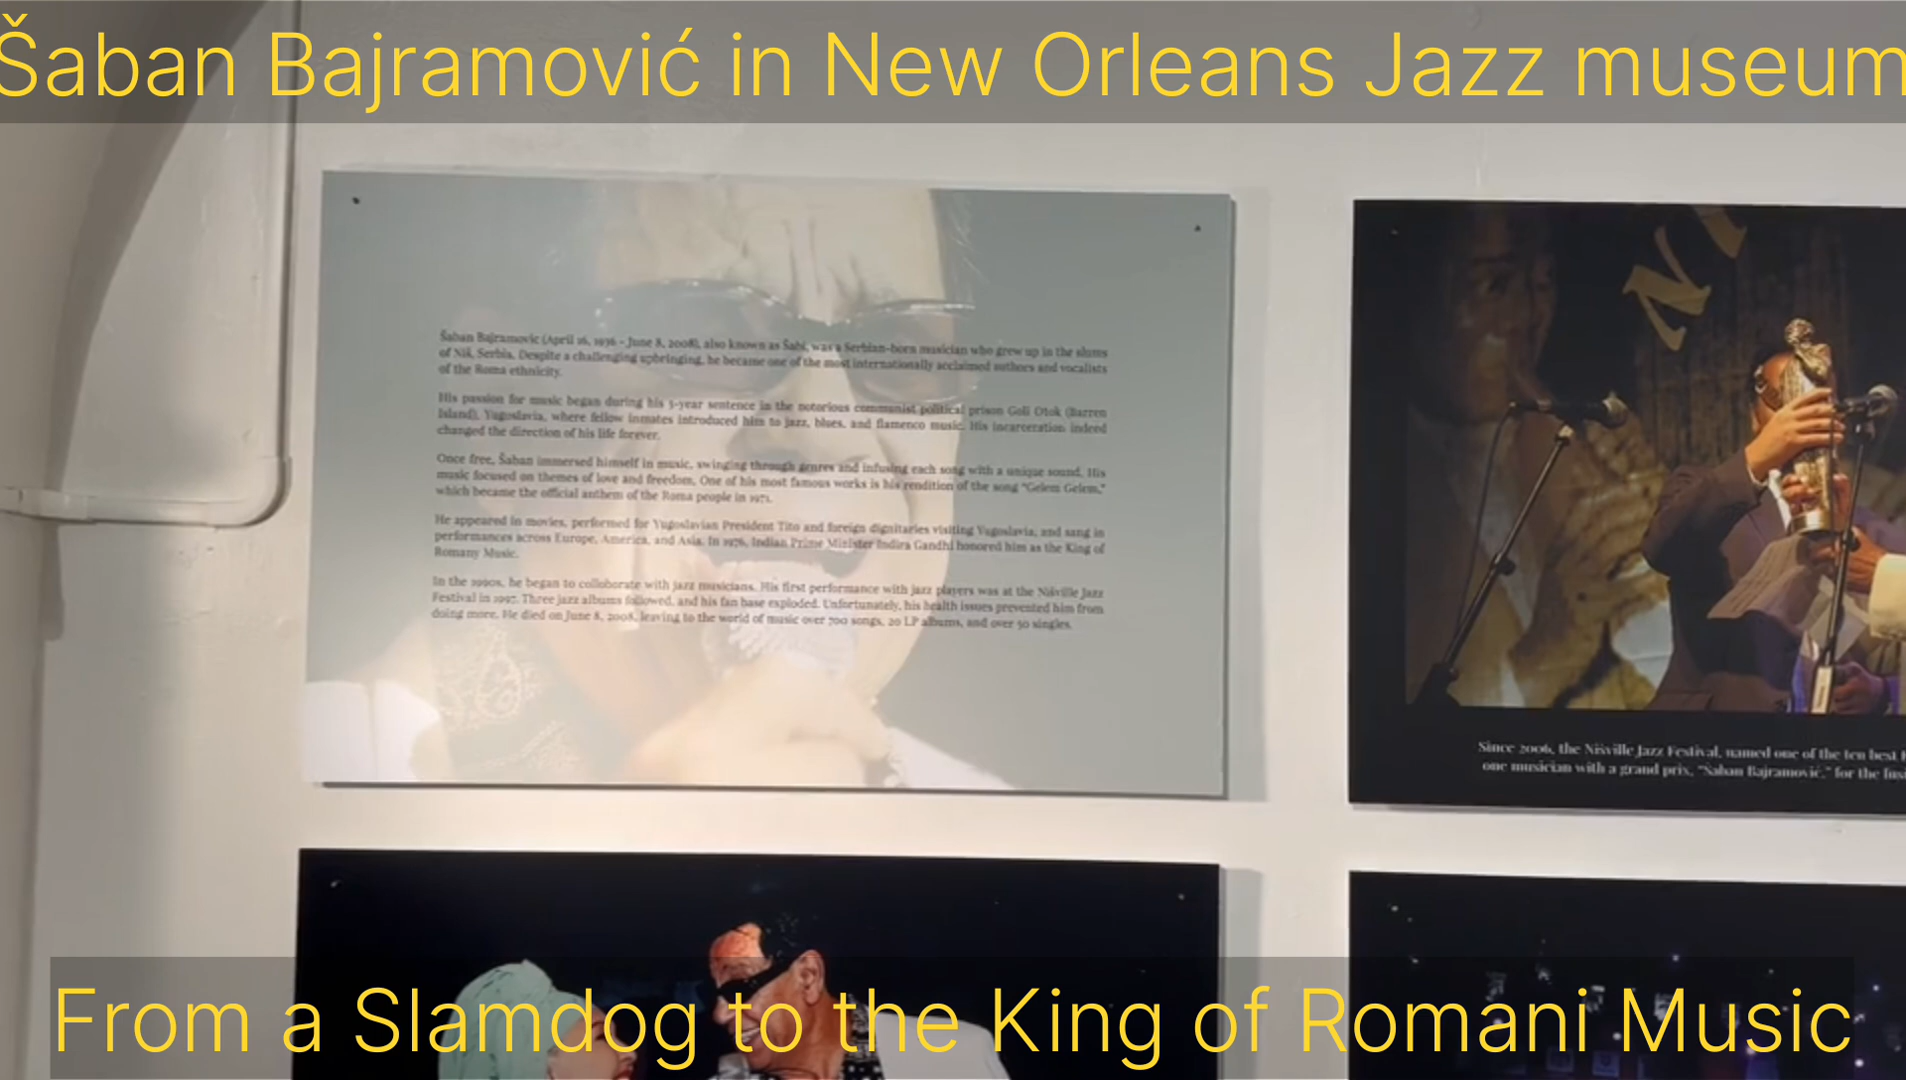 Šaban Bajramović in New Orleans Jazz museum
Šaban Bajramovic (April 16, 1936 - June 8, 2008), also known as Šabi, was a Serbian-born musician who grew up in the slums
of Niš, Serbia. Despite a challenging upbringing, he became one of the most internationally acclaimed authors and vocalists
of the Roma ethnicity.
His passion for music began during his 5-year sentence in the notorious communist political prison Goli Otok (Barren
Island), Yugoslavia, where fellow inmates introduced him to jazz, blues, and flamenco music. His incarceration indeed
changed the direction of his life forever.
Once free, Šaban immersed himself in music, swinging through genres and infusing each song with a unique sound. His
music focused on themes of love and freedom. One of his most famous works is his rendition of the song "Gelem Gelem,"
which became the official anthem of the Roma people in 1971.
He appeared in movies, performed for Yugoslavian President Tito and foreign dignitaries visiting Yugoslavia, and sang in
performances across Europe, America, and Asia. In 1976, Indian Prime Minister Indira Gandhi honored him as the King of
Romany Music.
In the 1990s, he began to colloborate with jazz musicians. His first performance with jazz players was at the Nišville Jazz
Festival in 1997. Three jazz albums followed, and his fan base exploded. Unfortunately, his health issues prevented him from
doing more. He died on June 8, 2008, leaving to the world of music over 700 songs, 20 LP albums, and over 50 singles.
Since 2006, the Nišville Jazz Festival, named one of the ten best
one musician with a grand prix, "Šaban Bajramović," for the
From a Slamdog to the King of Romani Music